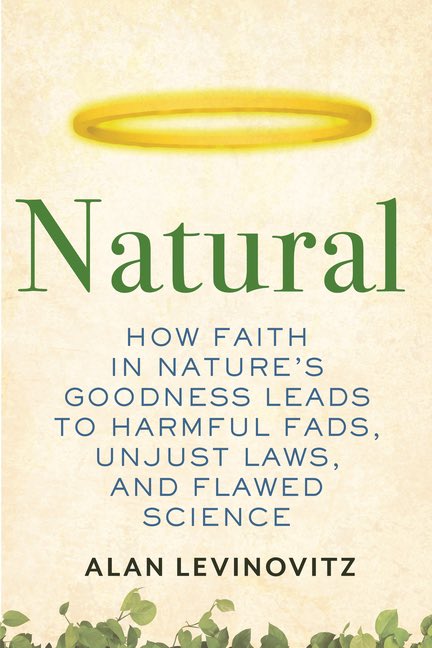 Natural
HOW FAITH
IN NATURE'S
GOODNESS LEADS
TO HARMFUL FADS,
UNJUST LAWS,
AND FLAWED
SCIENCE
ALAN LEVINOVITZ